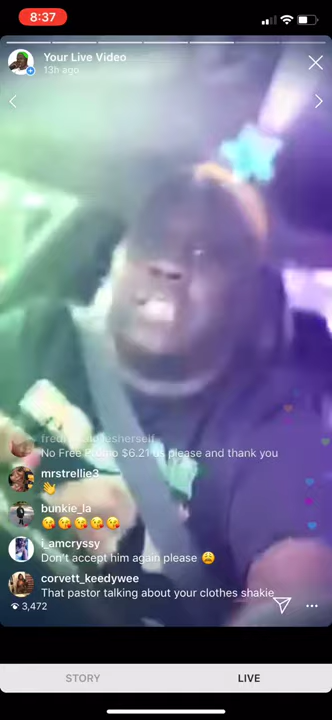 8:37
Your Live Video
13h ago
No Free Promo $6.21 us please and thank you
mrstrellie3
👋
bunkie_la
😘😘😘😘😘
i_amcryssy
Don't accept him again please 😩
corvett_keedywee
That pastor talking about your clothes shakie
3,472
STORY
LIVE